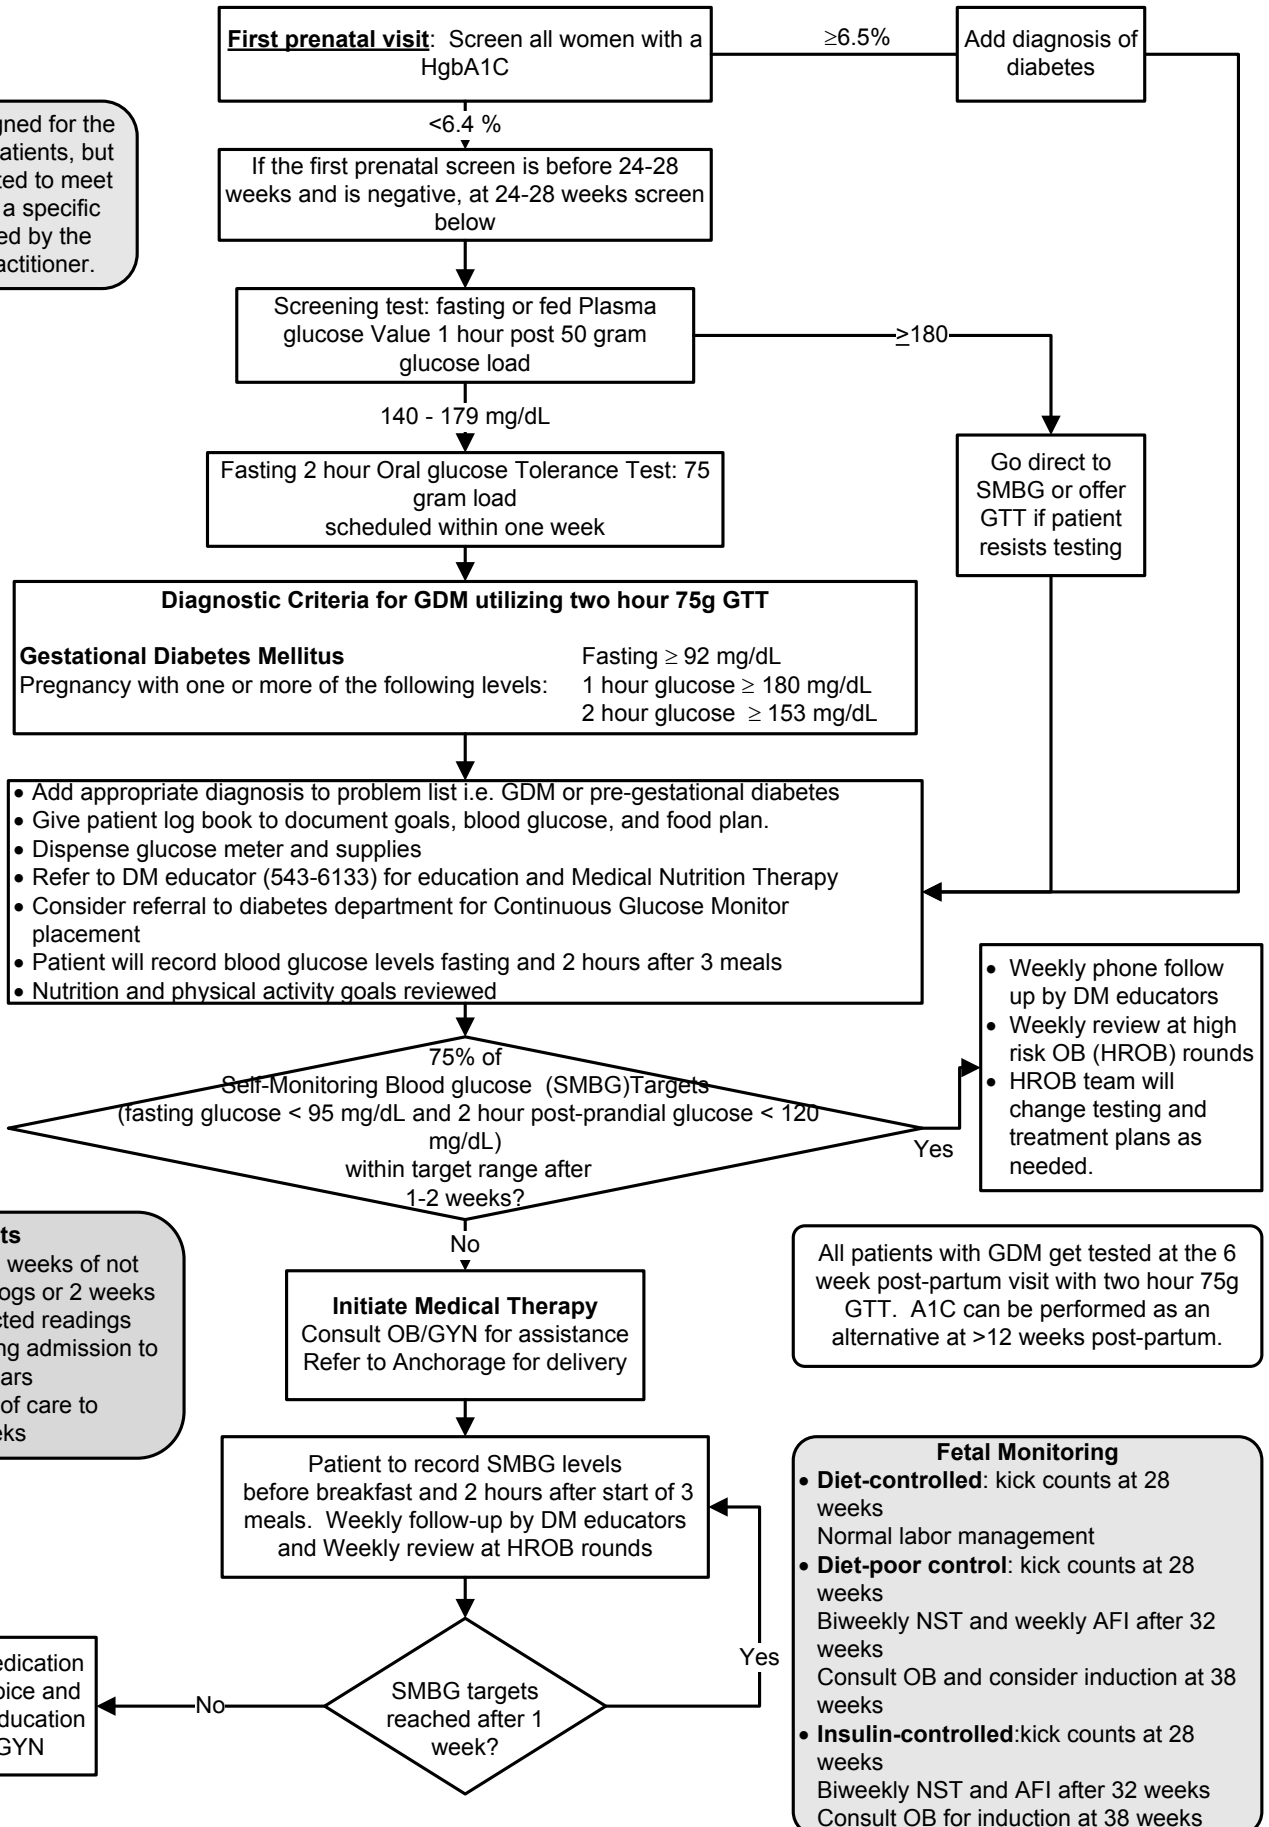 First prenatal visit: Screen all women with a
HgbA1C
≥6.5%
Add diagnosis of
diabetes
<6.4 %
gned for the
atients, but
ted to meet
a specific
ed by the
actitioner.
If the first prenatal screen is before 24-28
weeks and is negative, at 24-28 weeks screen
below
Screening test: fasting or fed Plasma
glucose Value 1 hour post 50 gram
glucose load
≥180
140 - 179 mg/dL
Fasting 2 hour Oral glucose Tolerance Test: 75
gram load
scheduled within one week
Go direct to
SMBG or offer
GTT if patient
resists testing
Diagnostic Criteria for GDM utilizing two hour 75g GTT
Gestational Diabetes Mellitus
Pregnancy with one or more of the following levels:
Fasting ≥ 92 mg/dL
1 hour glucose ≥ 180 mg/dL
2 hour glucose ≥ 153 mg/dL
• Add appropriate diagnosis to problem list i.e. GDM or pre-gestational diabetes
• Give patient log book to document goals, blood glucose, and food plan.
• Dispense glucose meter and supplies
• Refer to DM educator (543-6133) for education and Medical Nutrition Therapy
• Consider referral to diabetes department for Continuous Glucose Monitor
placement
• Patient will record blood glucose levels fasting and 2 hours after 3 meals
• Nutrition and physical activity goals reviewed
75% of
Self-Monitoring Blood glucose (SMBG)Targets
(fasting glucose < 95 mg/dL and 2 hour post-prandial glucose < 120
mg/dL)
within target range after
1-2 weeks?
Yes
• Weekly phone follow
up by DM educators
• Weekly review at high
risk OB (HROB) rounds
• HROB team will
change testing and
treatment plans as
needed.
No
ts
weeks of not
ogs or 2 weeks
cted readings
ng admission to
ars
of care to
eks
Initiate Medical Therapy
Consult OB/GYN for assistance
Refer to Anchorage for delivery
All patients with GDM get tested at the 6
week post-partum visit with two hour 75g
GTT. A1C can be performed as an
alternative at >12 weeks post-partum.
Patient to record SMBG levels
before breakfast and 2 hours after start of 3
meals. Weekly follow-up by DM educators
and Weekly review at HROB rounds
Yes
SMBG targets
reached after 1
week?
No
edication
oice and
ducation
GYN
Fetal Monitoring
• Diet-controlled: kick counts at 28
weeks
Normal labor management
• Diet-poor control: kick counts at 28
weeks
Biweekly NST and weekly AFI after 32
weeks
Consult OB and consider induction at 38
weeks
• Insulin-controlled:kick counts at 28
weeks
Biweekly NST and AFI after 32 weeks
Consult OB for induction at 38 weeks